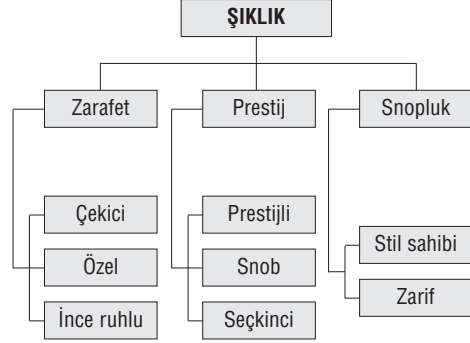 ŞIKLIK
Zarafet
Prestij
Snopluk
Çekici
Özel
İnce ruhlu
Prestijli
Snob
Seçkinci
Stil sahibi
Zarif